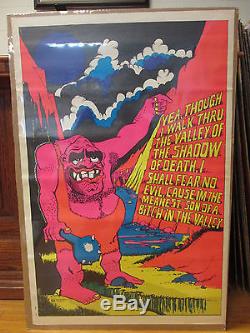 YEA, THOUGH
I WALK THRU
THE VALLEY OF
THE SHADOW
OF DEATH, I
SHALL FEAR NO
EVIL, CAUSE IM THE
MEANEST SON OF A
BITCH IN THE VALLEY